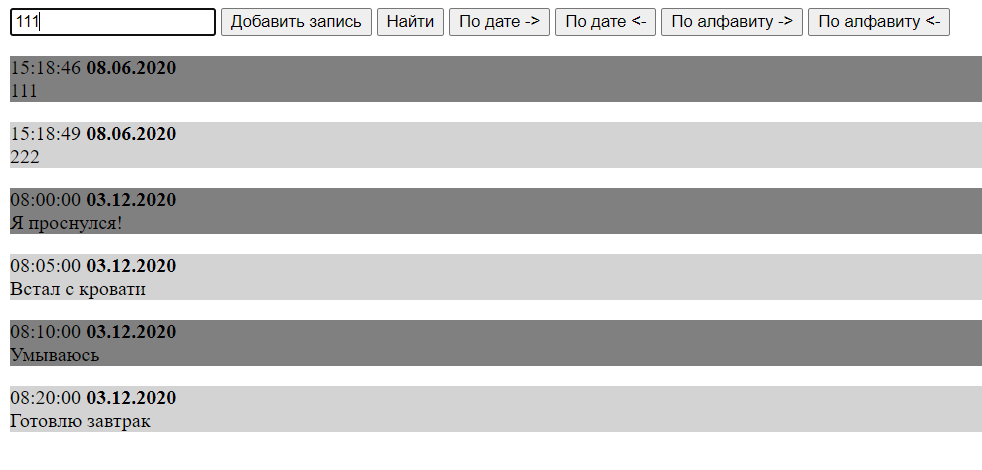 111 Добавить запись Найти По дате -> По дате <- По алфавиту -> По алфавиту <-
15:18:46 08.06.2020
111
15:18:49 08.06.2020
222
08:00:00 03.12.2020
Я проснулся!
08:05:00 03.12.2020
Встал с кровати
08:10:00 03.12.2020
Умываюсь
08:20:00 03.12.2020
Готовлю завтрак